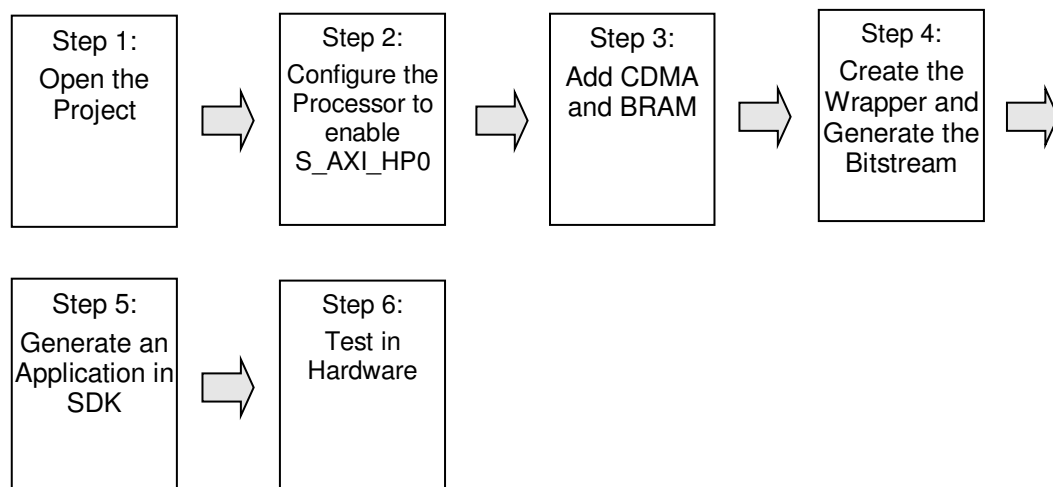 Step 1:
Open the
Project
Step 2:
Configure the
Processor to
enable
S_AXI_HP0
Step 3:
Add CDMA
and BRAM
Step 4:
Create the
Wrapper and
Generate the
Bitstream
Step 5:
Generate an
Application in
SDK
Step 6:
Test in
Hardware